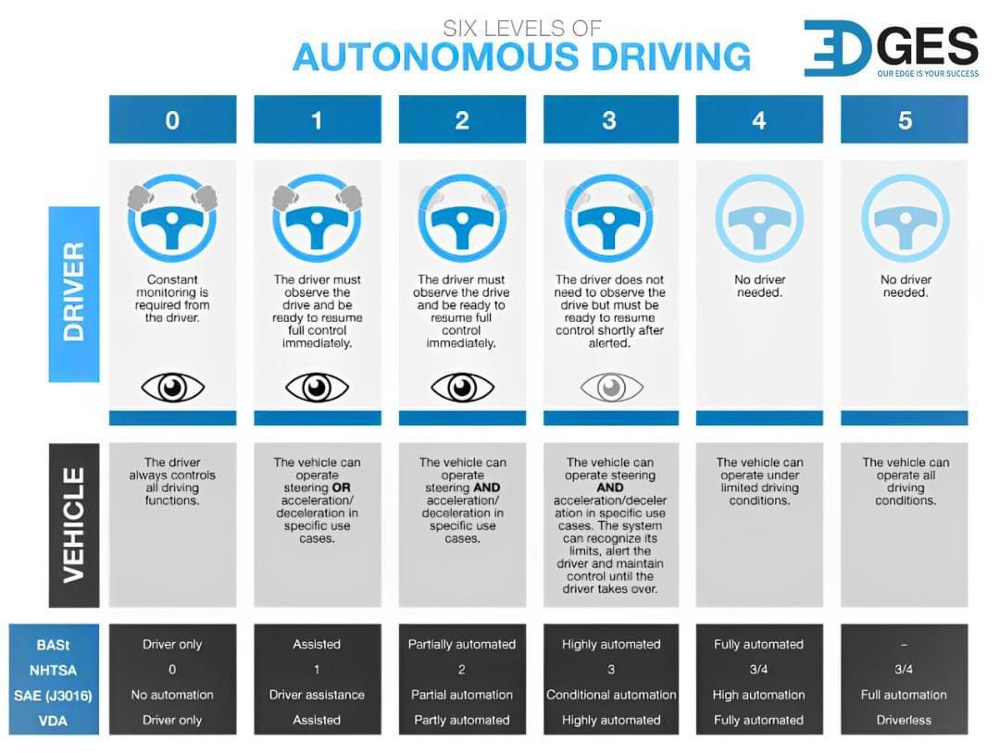 SIX LEVELS OF
AUTONOMOUS DRIVING
3DGES
OUR EDGE IS YOUR SUCCESS
0
1
2
3
4
5
DRIVER
Constant
monitoring is
required from
the driver.
The driver must
observe the
drive and be
ready to resume
full control
immediately.
The driver must
observe the drive
and be ready to
resume full
control
immediately.
The driver does not
need to observe the
drive but must be
ready to resume
control shortly after
alerted.
No driver
needed.
No driver
needed.
VEHICLE
The driver
always controls
all driving
functions.
The vehicle can
operate
steering OR
acceleration/
deceleration in
specific use
cases.
The vehicle can
operate
steering AND
acceleration/
deceleration in
specific use
cases.
The vehicle can
operate steering
AND
acceleration/deceler
ation in specific use
cases. The system
can recognize its
limits, alert the
driver and maintain
control until the
driver takes over.
The vehicle can
operate under
limited driving
conditions.
The vehicle can
operate all
driving
conditions.
BASt Driver only Assisted Partially automated Highly automated Fully automated –
NHTSA 0 1 2 3 3/4 3/4
SAE (J3016) No automation Driver assistance Partial automation Conditional automation High automation Full automation
VDA Driver only Assisted Partly automated Highly automated Fully automated Driverless